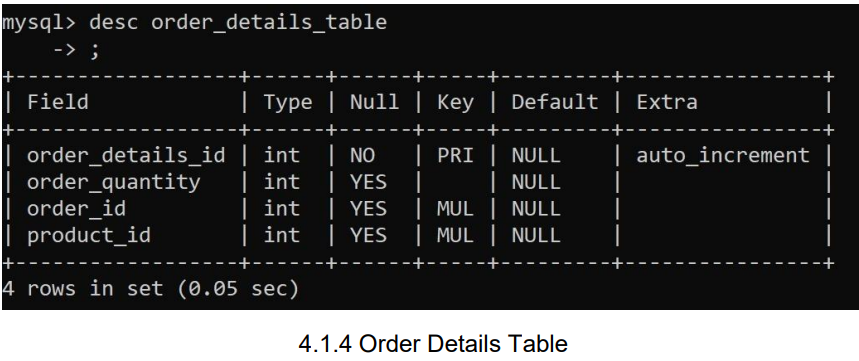 mysql> desc order_details_table
    -> ;
+------------------+------+------+-----+---------+----------------+
| Field            | Type | Null | Key | Default | Extra          |
+------------------+------+------+-----+---------+----------------+
| order_details_id | int  | NO   | PRI | NULL    | auto_increment |
| order_quantity   | int  | YES  |     | NULL    |                |
| order_id         | int  | YES  | MUL | NULL    |                |
| product_id       | int  | YES  | MUL | NULL    |                |
+------------------+------+------+-----+---------+----------------+
4 rows in set (0.05 sec)
4.1.4 Order Details Table